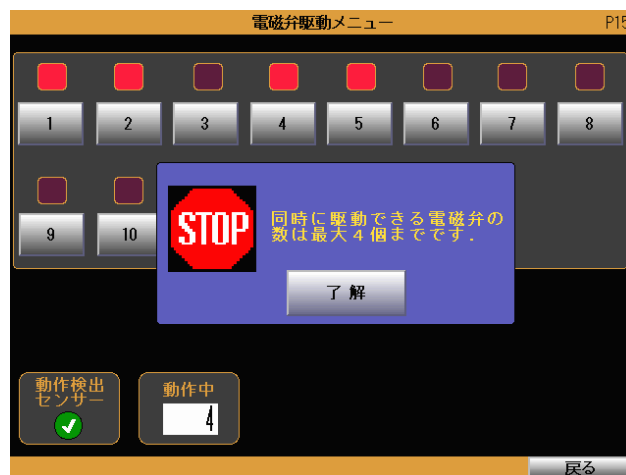 電磁弁駆動メニュー P15
1 2 3 4 5 6 7 8
9 10
STOP
同時に駆動できる電磁弁の
数は最大4個までです.
了解
動作検出
センサー
動作中
4
戻る